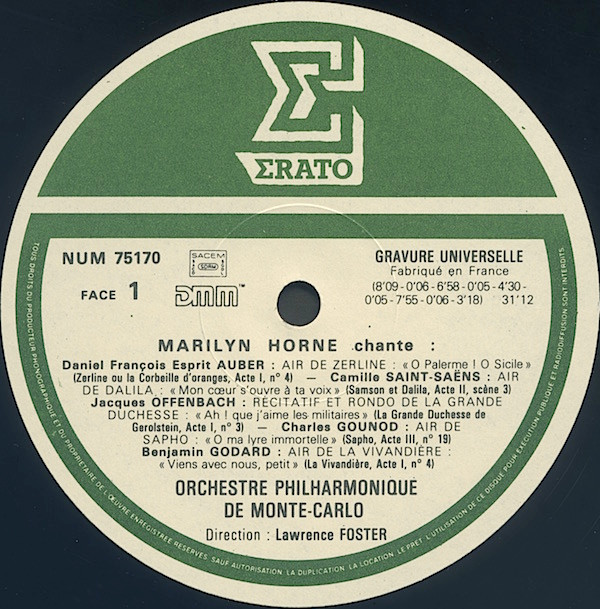 ERATO
NUM 75170
SACEM
SDRM
GRAVURE UNIVERSELLE
Fabriqué en France
FACE 1
DMM™
(8'09 - 0'06 - 6'58 - 0'05 - 4'30 -
0'05 - 7'55 - 0'06 - 3'18) 31'12
MARILYN HORNE chante :
Daniel François Esprit AUBER : AIR DE ZERLINE : « O Palerme ! O Sicile »
(Zerline ou la Corbeille d'oranges, Acte I, n° 4) — Camille SAINT-SAËNS : AIR
DE DALILA : « Mon cœur s'ouvre à ta voix » (Samson et Dalila, Acte II, scène 3)
Jacques OFFENBACH : RÉCITATIF ET RONDO DE LA GRANDE
DUCHESSE : « Ah ! que j'aime les militaires » (La Grande Duchesse de
Gerolstein, Acte I, n° 3) — Charles GOUNOD : AIR DE
SAPHO : « O ma lyre immortelle » (Sapho, Acte III, n° 19)
Benjamin GODARD : AIR DE LA VIVANDIÈRE :
« Viens avec nous, petit » (La Vivandière, Acte I, n° 4)
ORCHESTRE PHILHARMONIQUE
DE MONTE-CARLO
Direction : Lawrence FOSTER
TOUS DROITS DU PRODUCTEUR PHONOGRAPHIQUE ET DU PROPRIETAIRE DE L'ŒUVRE ENREGISTREE RESERVES. SAUF AUTORISATION. LA DUPLICATION. LA LOCATION. LE PRET. L'UTILISATION DE CE DISQUE POUR EXECUTION PUBLIQUE ET RADIODIFFUSION SONT INTERDITS.